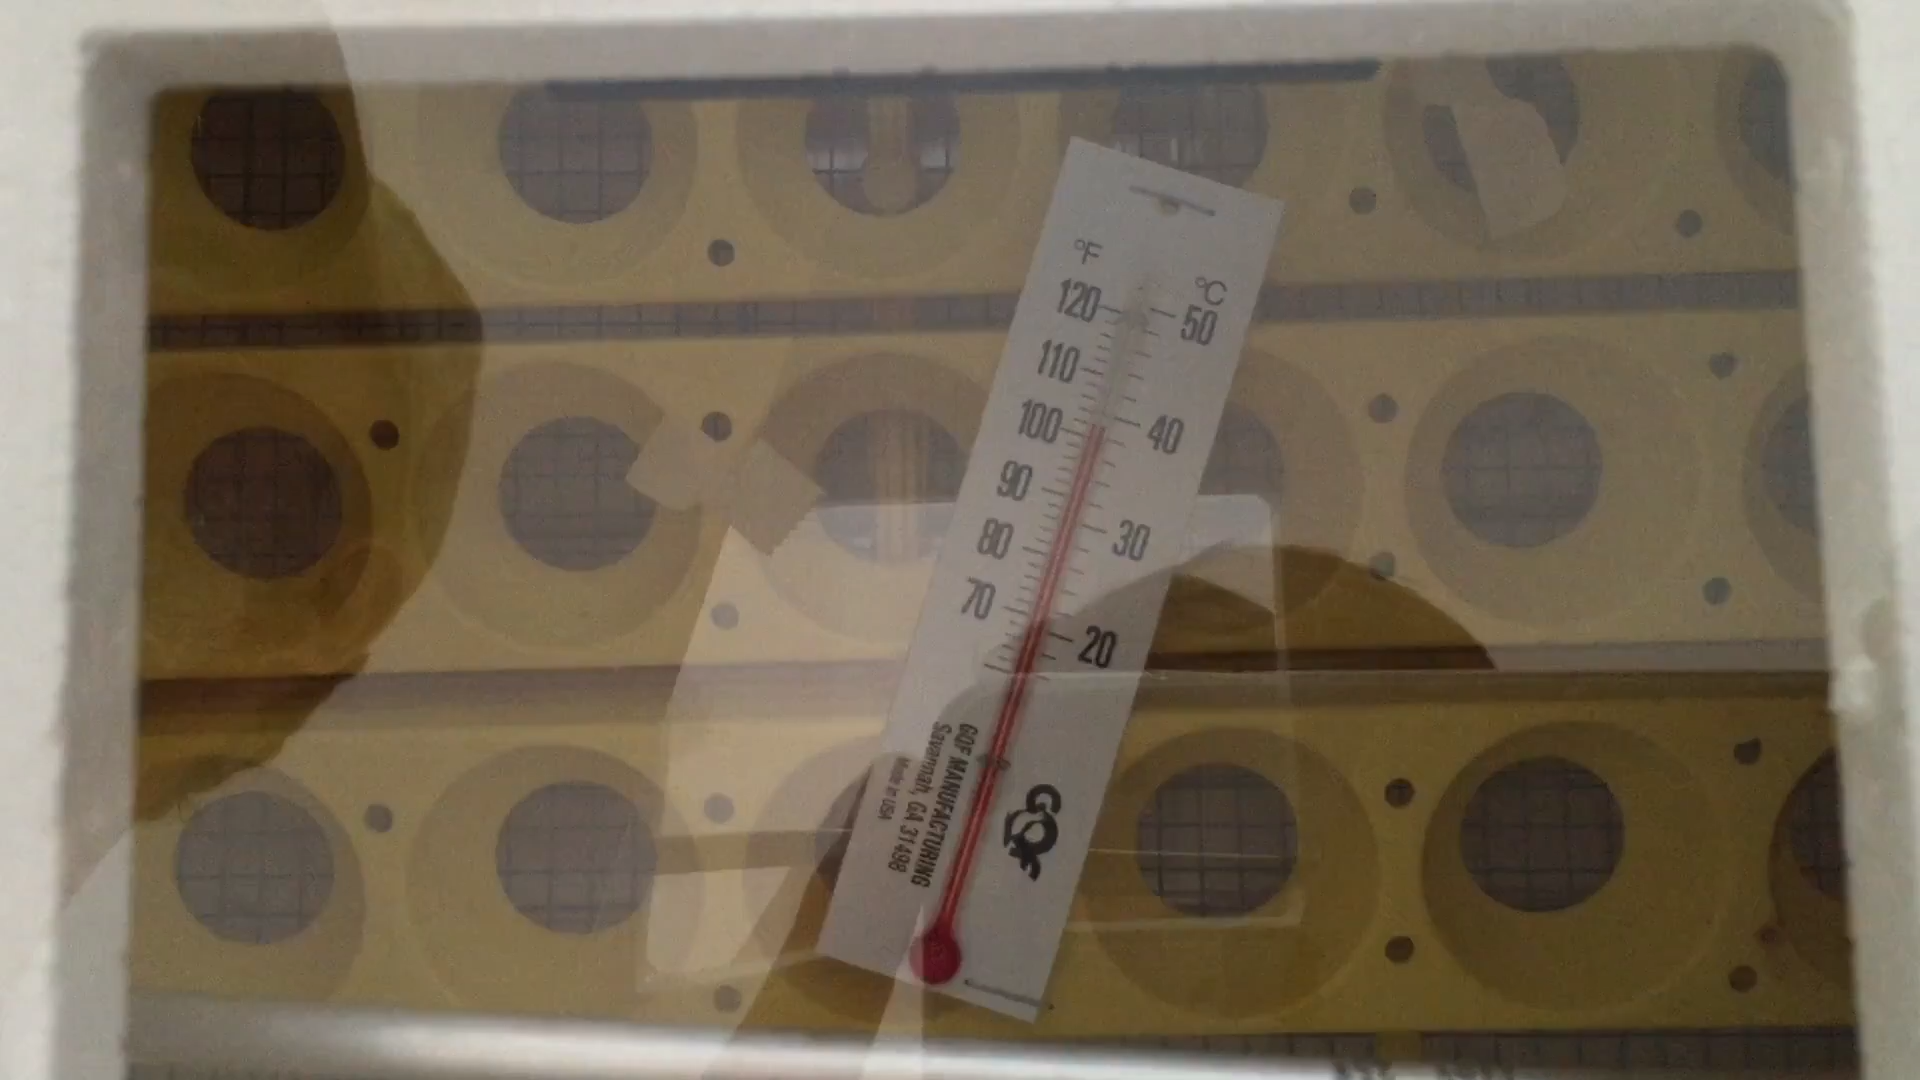 °F
°C
120
50
110
100
40
90
30
80
70
20
GQF MANUFACTURING
Savannah, GA 31498
Made in USA
GQF